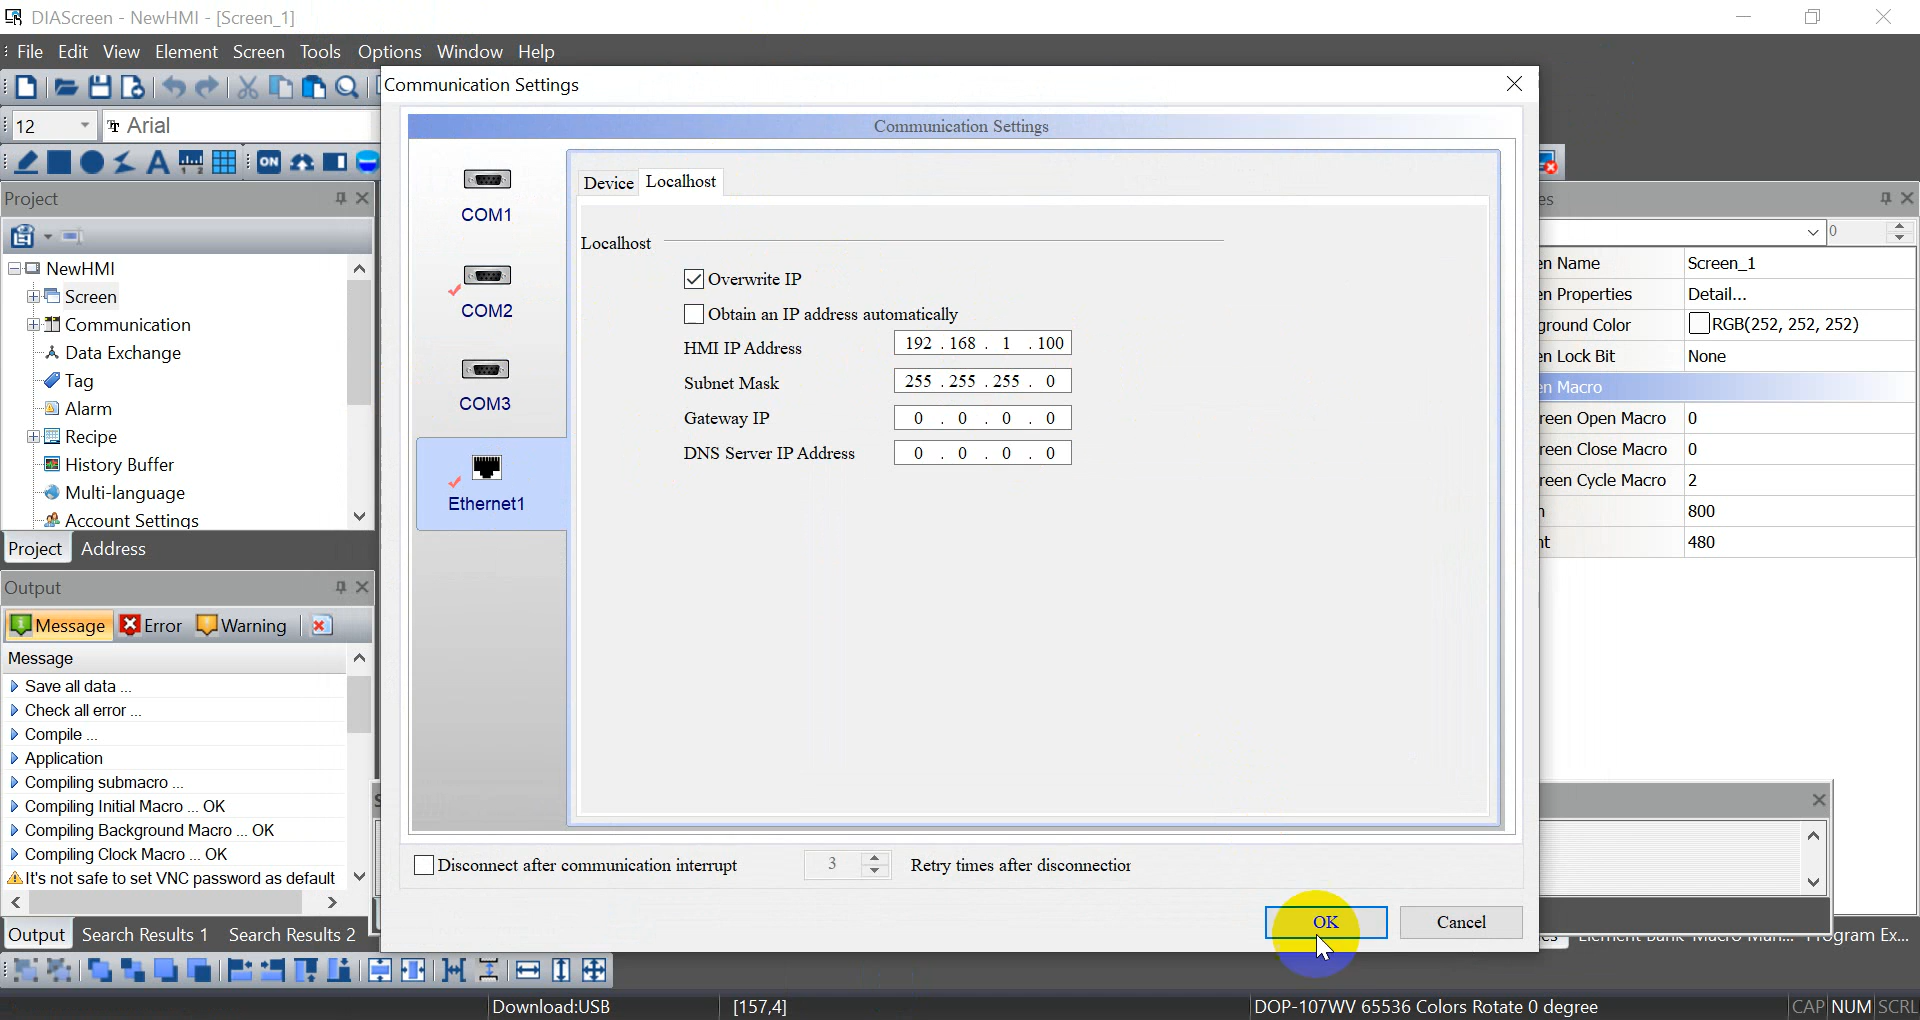 DIAScreen - NewHMI - [Screen_1]
File Edit View Element Screen Tools Options Window Help
Communication Settings
12 Arial
Communication Settings
ON
Project
COM1
COM2
COM3
Ethernet1
Device Localhost
Localhost
Overwrite IP
Obtain an IP address automatically
HMI IP Address 192 . 168 . 1 . 100
Subnet Mask 255 . 255 . 255 . 0
Gateway IP 0 . 0 . 0 . 0
DNS Server IP Address 0 . 0 . 0 . 0
Disconnect after communication interrupt 3 Retry times after disconnection
OK Cancel
NewHMI
Screen
Communication
Data Exchange
Tag
Alarm
Recipe
History Buffer
Multi-language
Account Settings
Project Address
Output
Message Error Warning
Message
Save all data ...
Check all error ...
Compile ...
Application
Compiling submacro ...
Compiling Initial Macro ... OK
Compiling Background Macro ... OK
Compiling Clock Macro ... OK
It's not safe to set VNC password as default
Output Search Results 1 Search Results 2
es
0
en Name Screen_1
en Properties Detail...
ground Color RGB(252, 252, 252)
en Lock Bit None
en Macro
reen Open Macro 0
reen Close Macro 0
reen Cycle Macro 2
800
ht 480
Download:USB [157,4] DOP-107WV 65536 Colors Rotate 0 degree CAP NUM SCRL